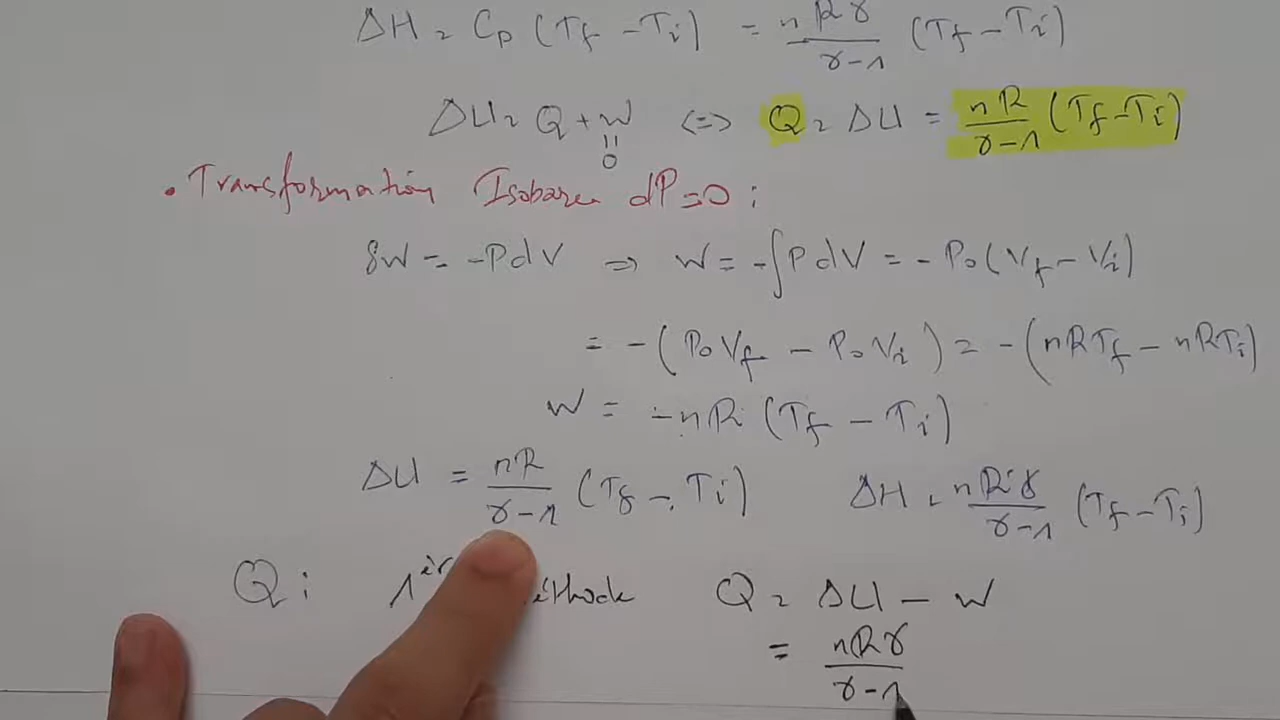 ΔH = Cp (Tf - Ti) = nRγ/γ-1 (Tf - Ti)
ΔU = Q + W <=> Q = ΔU = nR/γ-1 (Tf - Ti)
0
• Transformation Isobare dP=0 :
δW = -PdV => W = -∫PdV = -P0(Vf - Vi)
= -(P0Vf - P0Vi) = -(nRTf - nRTi)
W = -nR (Tf - Ti)
ΔU = nR/γ-1 (Tf - Ti) ΔH = nRγ/γ-1 (Tf - Ti)
Q : Q = ΔU - W
= nRγ/γ-1